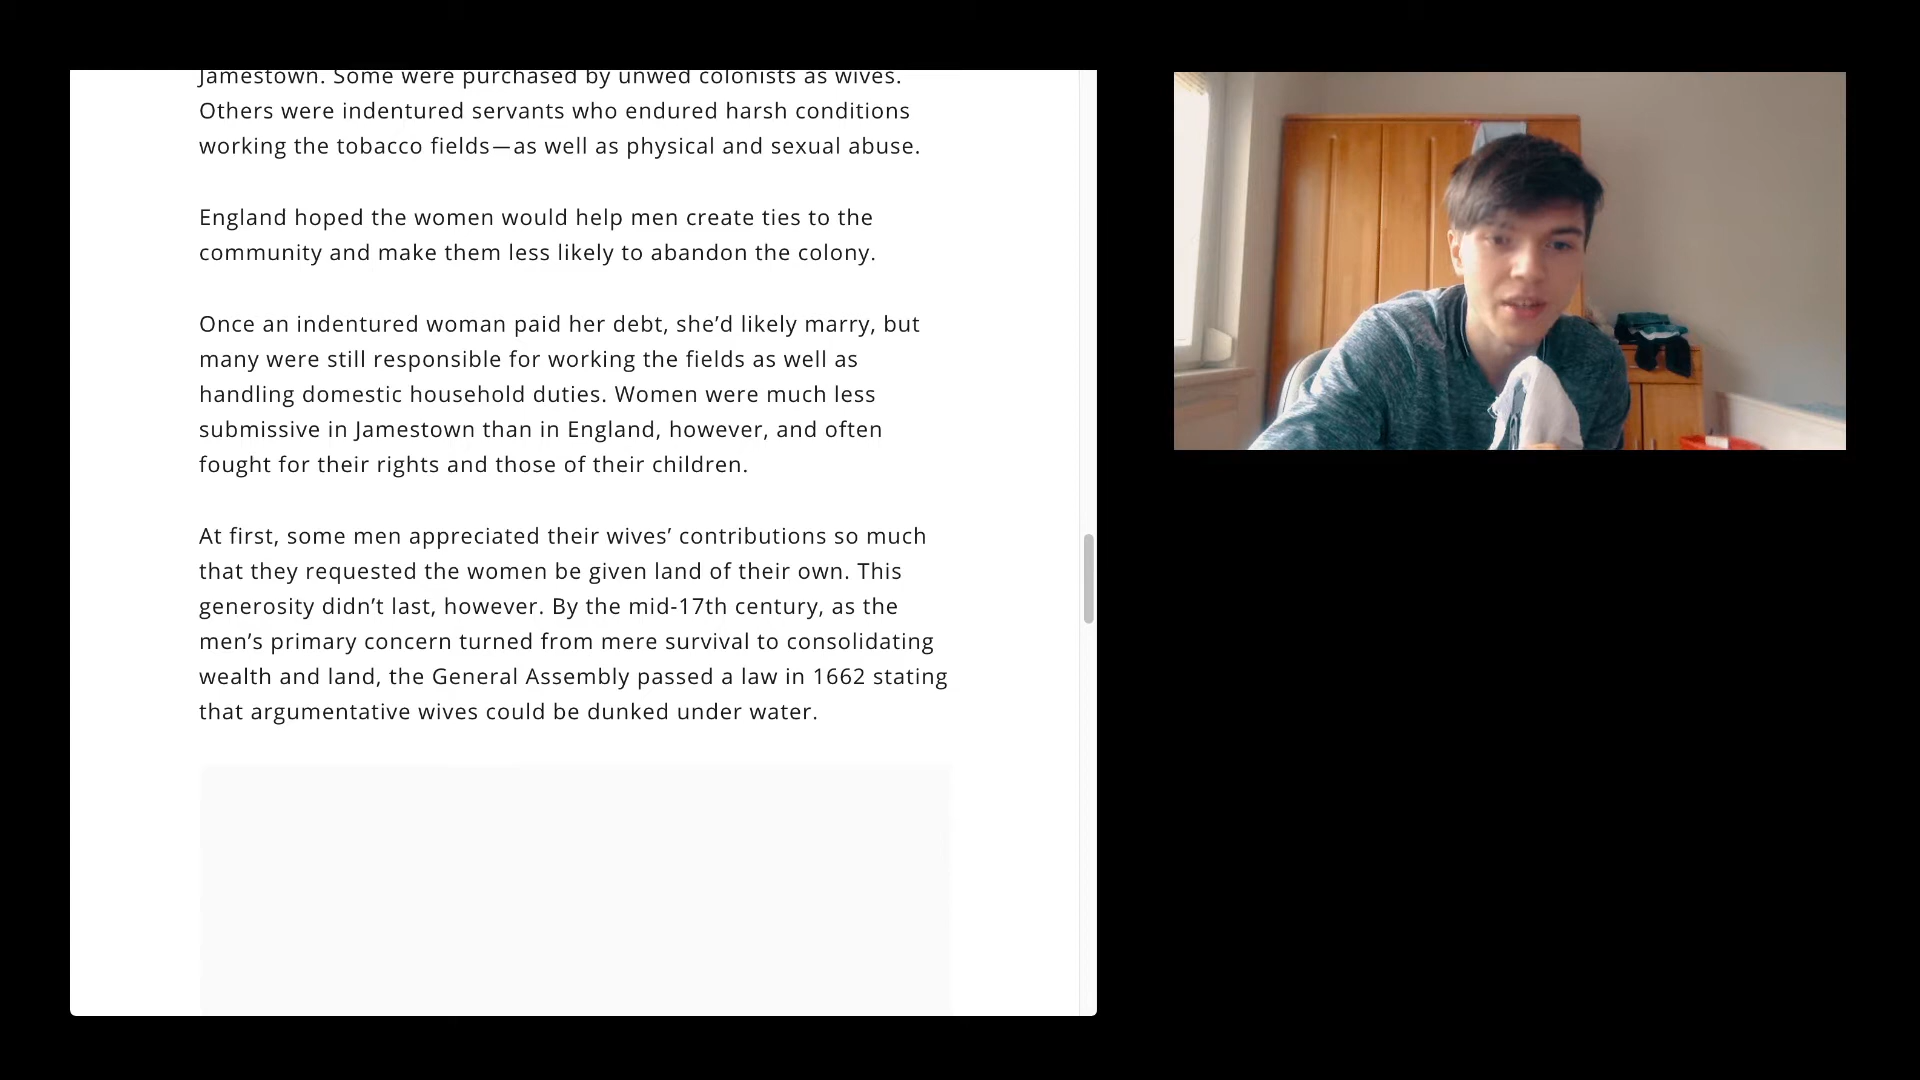 Jamestown. Some were purchased by unwed colonists as wives.
Others were indentured servants who endured harsh conditions
working the tobacco fields—as well as physical and sexual abuse.
England hoped the women would help men create ties to the
community and make them less likely to abandon the colony.
Once an indentured woman paid her debt, she’d likely marry, but
many were still responsible for working the fields as well as
handling domestic household duties. Women were much less
submissive in Jamestown than in England, however, and often
fought for their rights and those of their children.
At first, some men appreciated their wives’ contributions so much
that they requested the women be given land of their own. This
generosity didn’t last, however. By the mid-17th century, as the
men’s primary concern turned from mere survival to consolidating
wealth and land, the General Assembly passed a law in 1662 stating
that argumentative wives could be dunked under water.